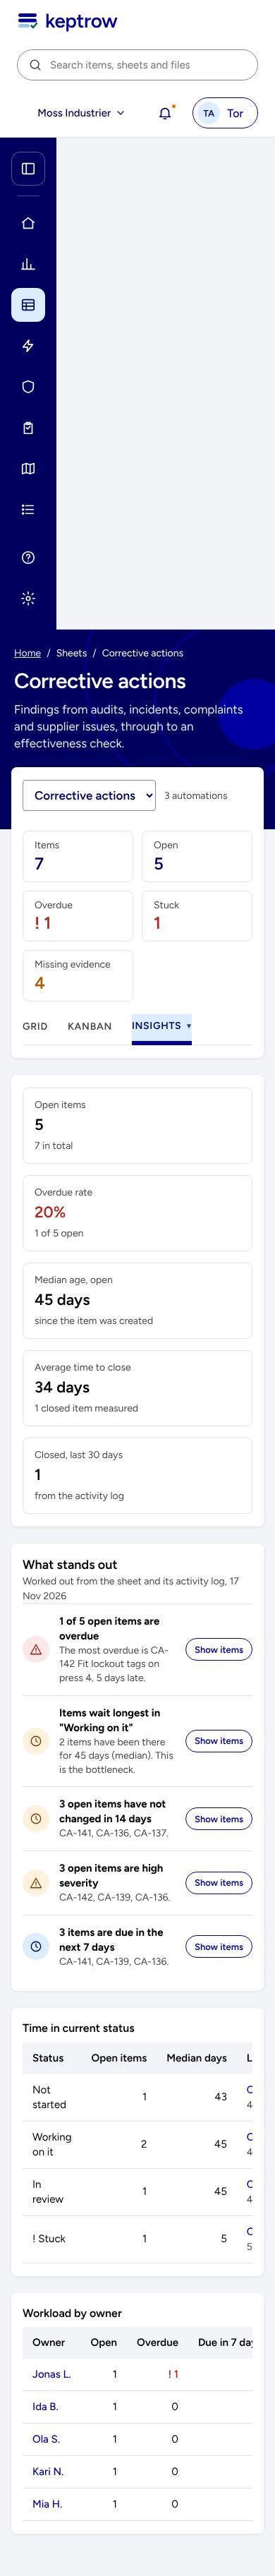 keptrow
Search items, sheets and files
Moss Industrier
TA Tor
Home / Sheets / Corrective actions
Corrective actions
Findings from audits, incidents, complaints
and supplier issues, through to an
effectiveness check.
Corrective actions 3 automations
Items Open
7 5
Overdue Stuck
! 1 1
Missing evidence
4
GRID KANBAN INSIGHTS ▾
Open items
5
7 in total
Overdue rate
20%
1 of 5 open
Median age, open
45 days
since the item was created
Average time to close
34 days
1 closed item measured
Closed, last 30 days
1
from the activity log
What stands out
Worked out from the sheet and its activity log, 17
Nov 2026
1 of 5 open items are
overdue
The most overdue is CA-
142 Fit lockout tags on
press 4, 5 days late.
Show items
Items wait longest in
"Working on it"
2 items have been there
for 45 days (median). This
is the bottleneck.
Show items
3 open items have not
changed in 14 days
CA-141, CA-136, CA-137.
Show items
3 open items are high
severity
CA-142, CA-139, CA-136.
Show items
3 items are due in the
next 7 days
CA-141, CA-139, CA-136.
Show items
Time in current status
Status Open items Median days L
Not
started
1 43
4
Working
on it
2 45
4
In
review
1 45
4
! Stuck 1 5
5
Workload by owner
Owner Open Overdue Due in 7 day
Jonas L. 1 ! 1
Ida B. 1 0
Ola S. 1 0
Kari N. 1 0
Mia H. 1 0